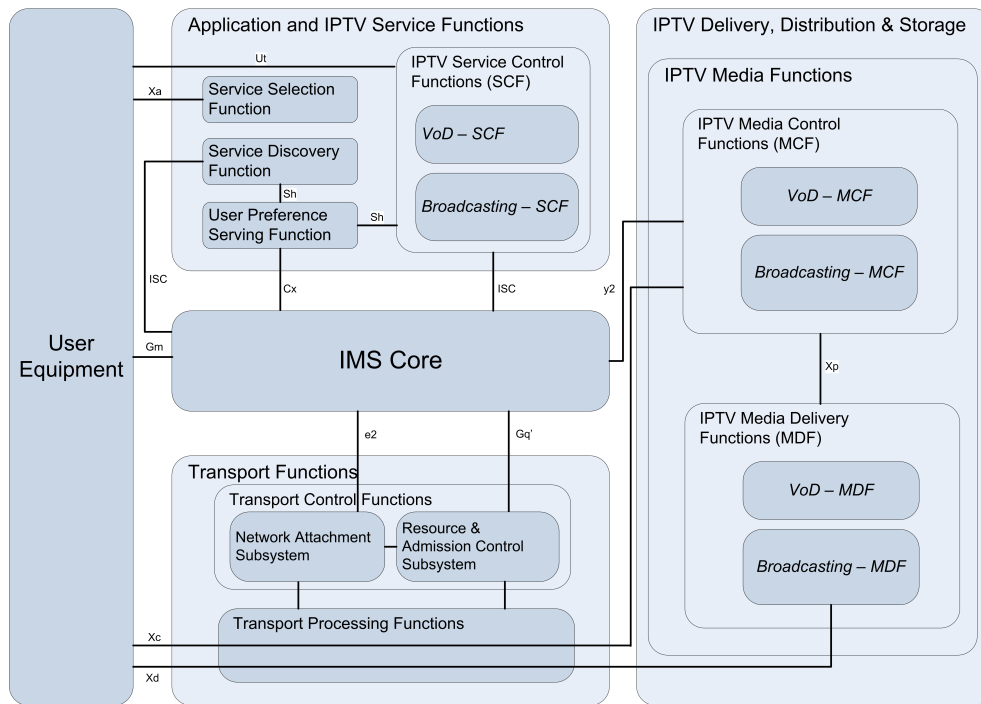 Application and IPTV Service Functions
IPTV Delivery, Distribution & Storage
Ut
IPTV Service Control
Functions (SCF)
IPTV Media Functions
Xa
Service Selection
Function
VoD – SCF
IPTV Media Control
Functions (MCF)
Service Discovery
Function
Sh
VoD – MCF
User Preference
Serving Function
Sh
Broadcasting – SCF
Broadcasting – MCF
ISC
Cx
ISC
y2
User
Equipment
Gm
IMS Core
Xp
IPTV Media Delivery
Functions (MDF)
e2
Gq'
Transport Functions
Transport Control Functions
VoD – MDF
Network Attachment
Subsystem
Resource &
Admission Control
Subsystem
Broadcasting – MDF
Transport Processing Functions
Xc
Xd